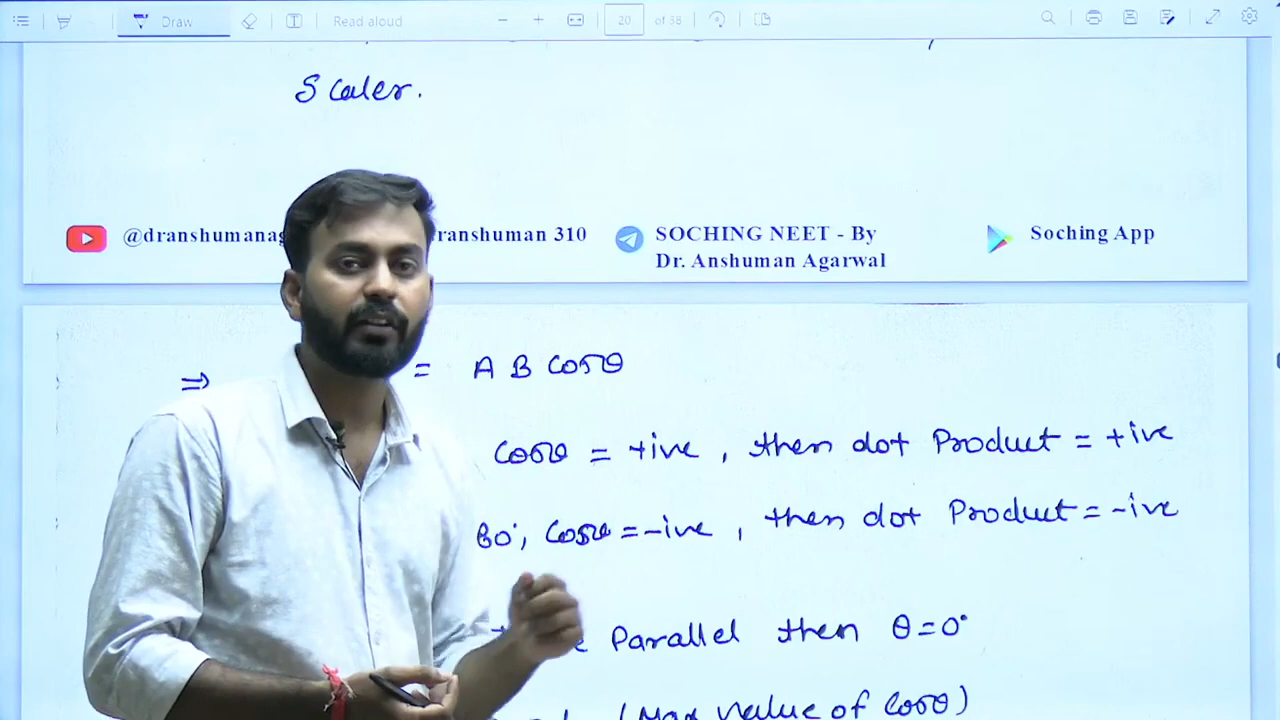 Draw
Read aloud
20 of 38
Scaler.
@dranshumanag
ranshuman 310
SOCHING NEET - By
Dr. Anshuman Agarwal
Soching App
⇒ = A B Cosθ
Cosθ = +ive, then dot Product = +ive
80°, Cosθ = -ive, then dot Product = -ive
Parallel then θ = 0°
(Max value of Cosθ)